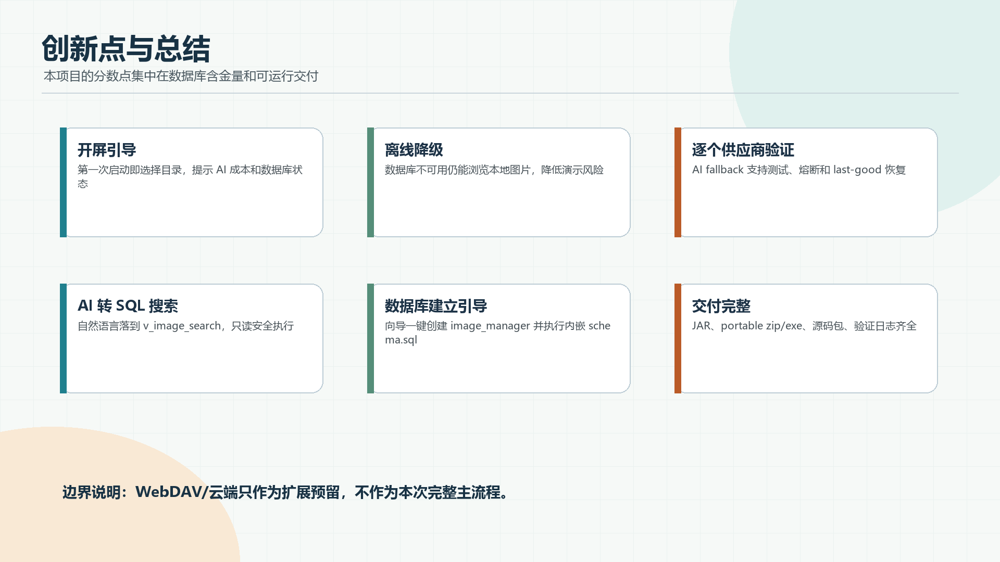 创新点与总结
本项目的分数点集中在数据库含金量和可运行交付
开屏引导
第一次启动即选择目录，提示 AI 成本和数据库状
态
离线降级
数据库不可用仍能浏览本地图片，降低演示风险
逐个供应商验证
AI fallback 支持测试、熔断和 last-good 恢复
AI 转 SQL 搜索
自然语言落到 v_image_search，只读安全执行
数据库建立引导
向导一键创建 image_manager 并执行内嵌 sche
ma.sql
交付完整
JAR、portable zip/exe、源码包、验证日志齐全
边界说明：WebDAV/云端只作为扩展预留，不作为本次完整主流程。